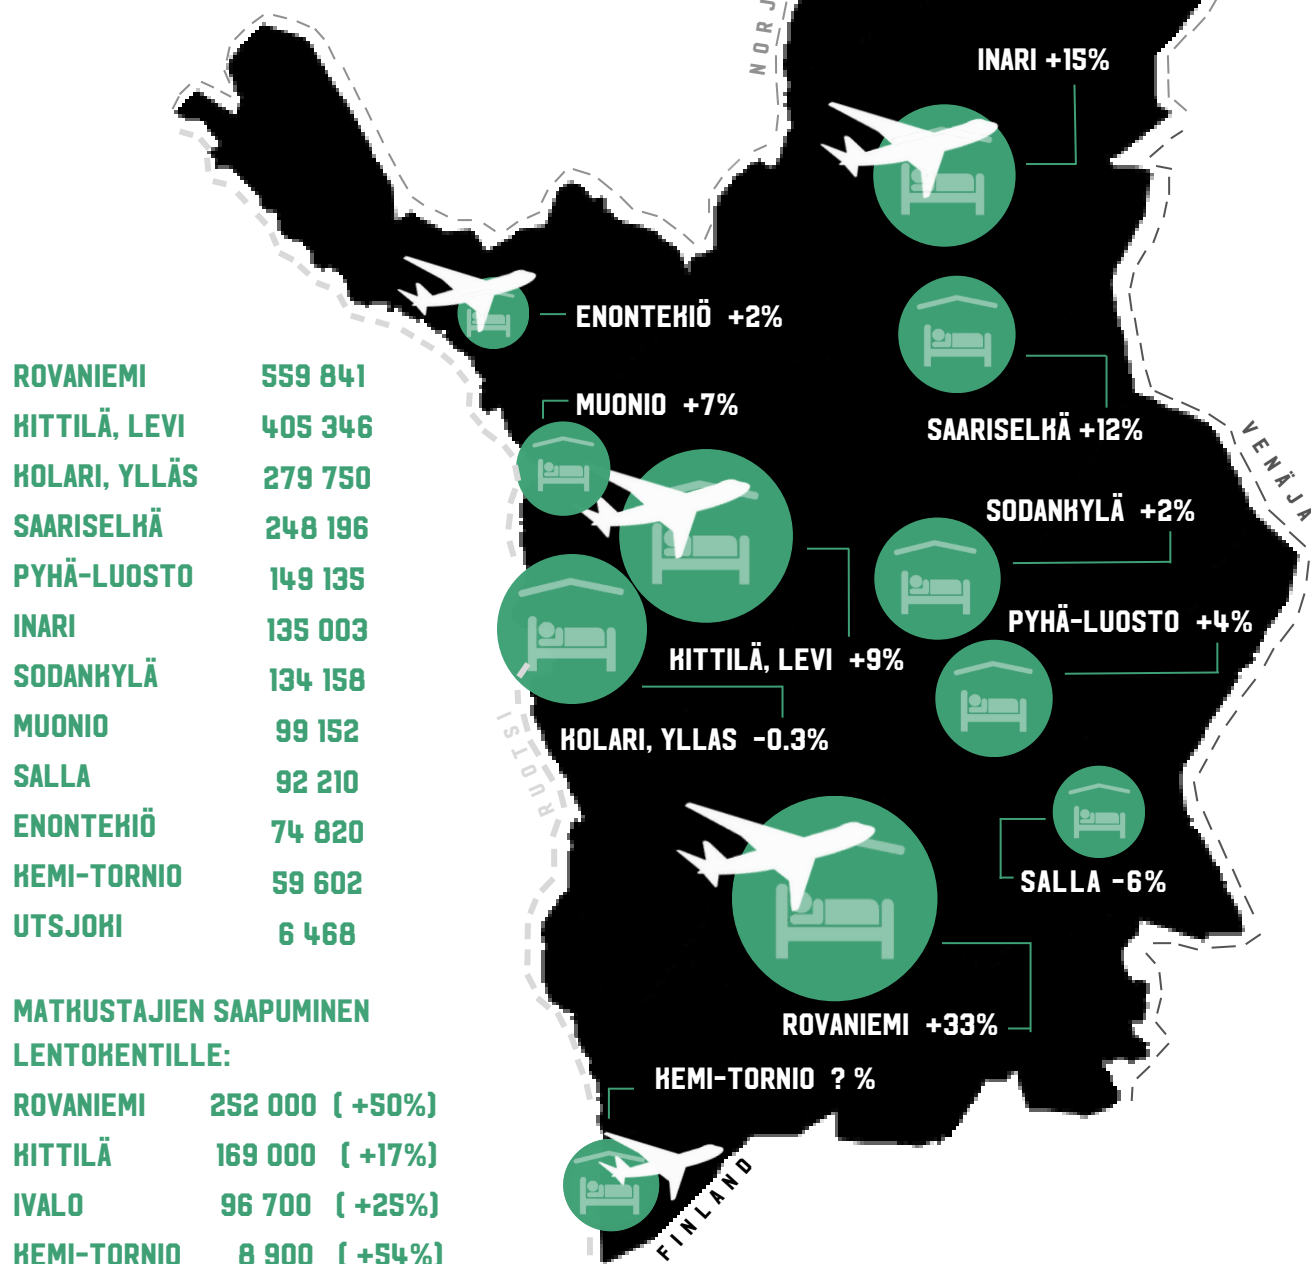 NORJ
INARI +15%
ENONTEKIÖ +2%
MUONIO +7%
SAARISELKÄ +12%
VENÄJÄ
SODANKYLÄ +2%
PYHÄ-LUOSTO +4%
KITTILÄ, LEVI +9%
KOLARI, YLLAS -0.3%
RUOTSI
SALLA -6%
ROVANIEMI +33%
KEMI-TORNIO ? %
FINLAND
ROVANIEMI 559 841
KITTILÄ, LEVI 405 346
KOLARI, YLLÄS 279 750
SAARISELKÄ 248 196
PYHÄ-LUOSTO 149 135
INARI 135 003
SODANKYLÄ 134 158
MUONIO 99 152
SALLA 92 210
ENONTEKIÖ 74 820
KEMI-TORNIO 59 602
UTSJOKI 6 468
MATKUSTAJIEN SAAPUMINEN
LENTOKENTILLE:
ROVANIEMI 252 000 ( +50%)
KITTILÄ 169 000 ( +17%)
IVALO 96 700 ( +25%)
KEMI-TORNIO 8 900 ( +54%)